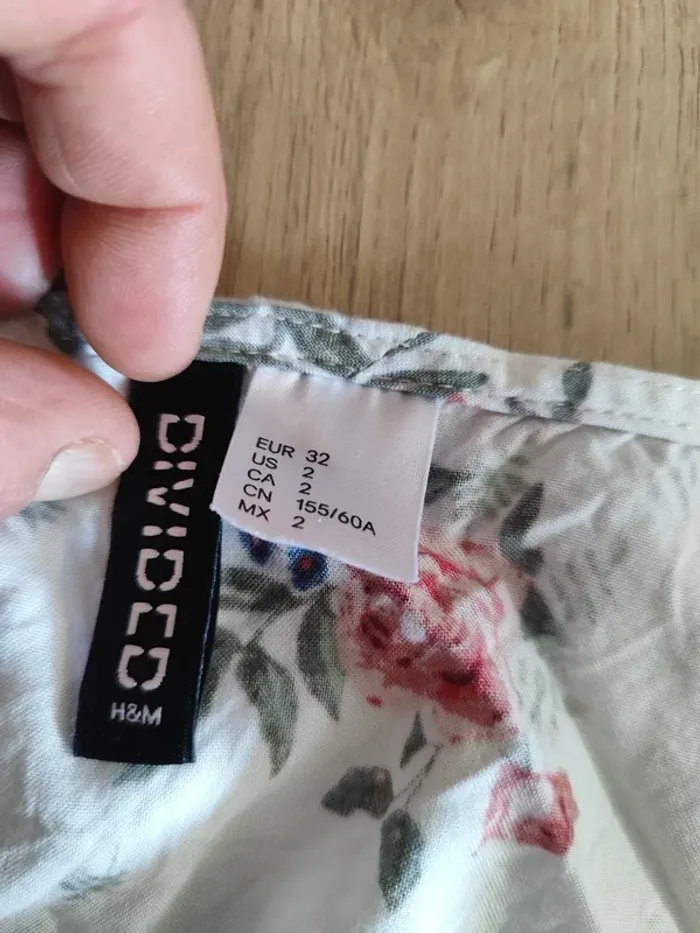 DIVIDED
H&M
EUR 32
US 2
CA 2
CN 155/60A
MX 2